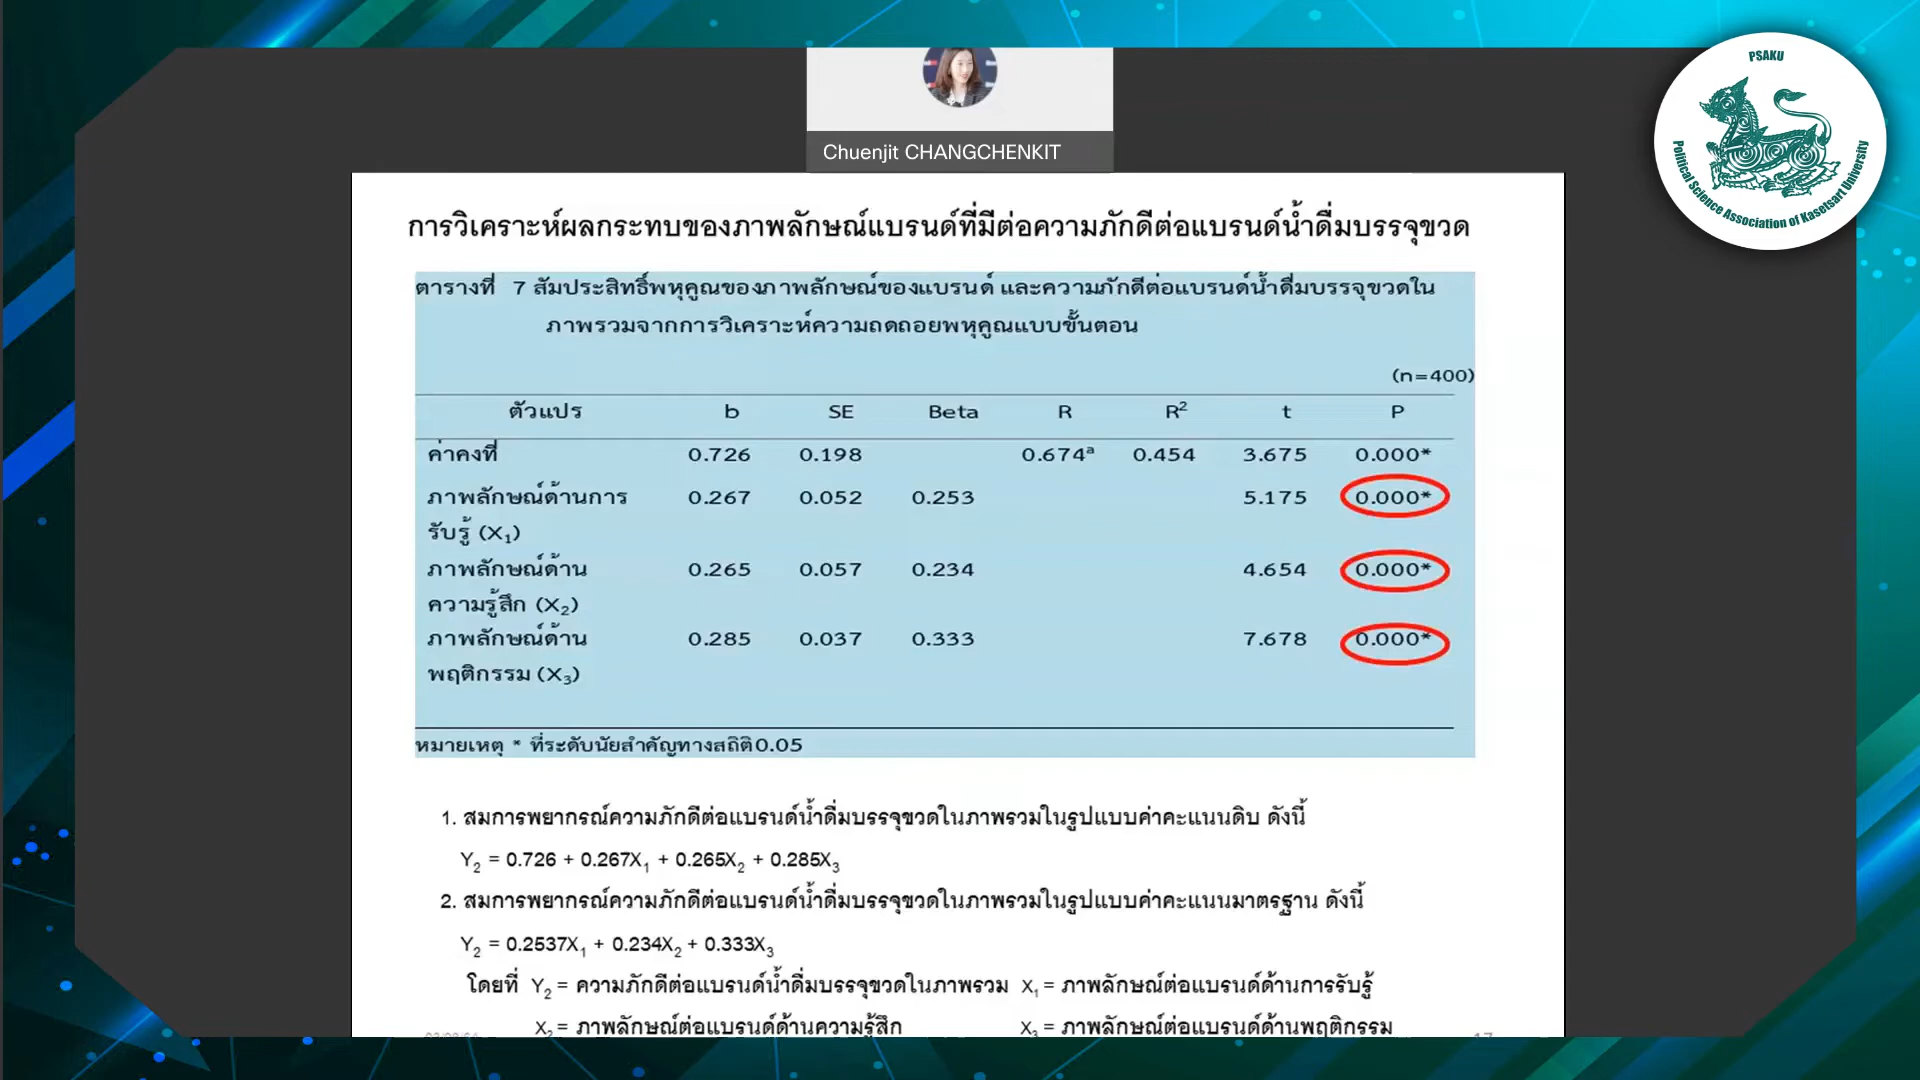 PSAKU
Political Science Association of Kasetsart University
Chuenjit CHANGCHENKIT
การวิเคราะห์ผลกระทบของภาพลักษณ์แบรนด์ที่มีต่อความภักดีต่อแบรนด์น้ำดื่มบรรจุขวด
ตารางที่ 7 สัมประสิทธิ์พหุคูณของภาพลักษณ์ของแบรนด์ และความภักดีต่อแบรนด์น้ำดื่มบรรจุขวดใน
ภาพรวมจากการวิเคราะห์ความถดถอยพหุคูณแบบขั้นตอน
(n=400)
ตัวแปร b SE Beta R R² t P
ค่าคงที่ 0.726 0.198 0.674ᵃ 0.454 3.675 0.000*
ภาพลักษณ์ด้านการ 0.267 0.052 0.253 5.175 0.000*
รับรู้ (X₁)
ภาพลักษณ์ด้าน 0.265 0.057 0.234 4.654 0.000*
ความรู้สึก (X₂)
ภาพลักษณ์ด้าน 0.285 0.037 0.333 7.678 0.000*
พฤติกรรม (X₃)
หมายเหตุ * ที่ระดับนัยสำคัญทางสถิติ0.05
1. สมการพยากรณ์ความภักดีต่อแบรนด์น้ำดื่มบรรจุขวดในภาพรวมในรูปแบบค่าคะแนนดิบ ดังนี้
Y₂ = 0.726 + 0.267X₁ + 0.265X₂ + 0.285X₃
2. สมการพยากรณ์ความภักดีต่อแบรนด์น้ำดื่มบรรจุขวดในภาพรวมในรูปแบบค่าคะแนนมาตรฐาน ดังนี้
Y₂ = 0.2537X₁ + 0.234X₂ + 0.333X₃
โดยที่ Y₂ = ความภักดีต่อแบรนด์น้ำดื่มบรรจุขวดในภาพรวม X₁ = ภาพลักษณ์ต่อแบรนด์ด้านการรับรู้
X₂ = ภาพลักษณ์ต่อแบรนด์ด้านความรู้สึก X₃ = ภาพลักษณ์ต่อแบรนด์ด้านพฤติกรรม